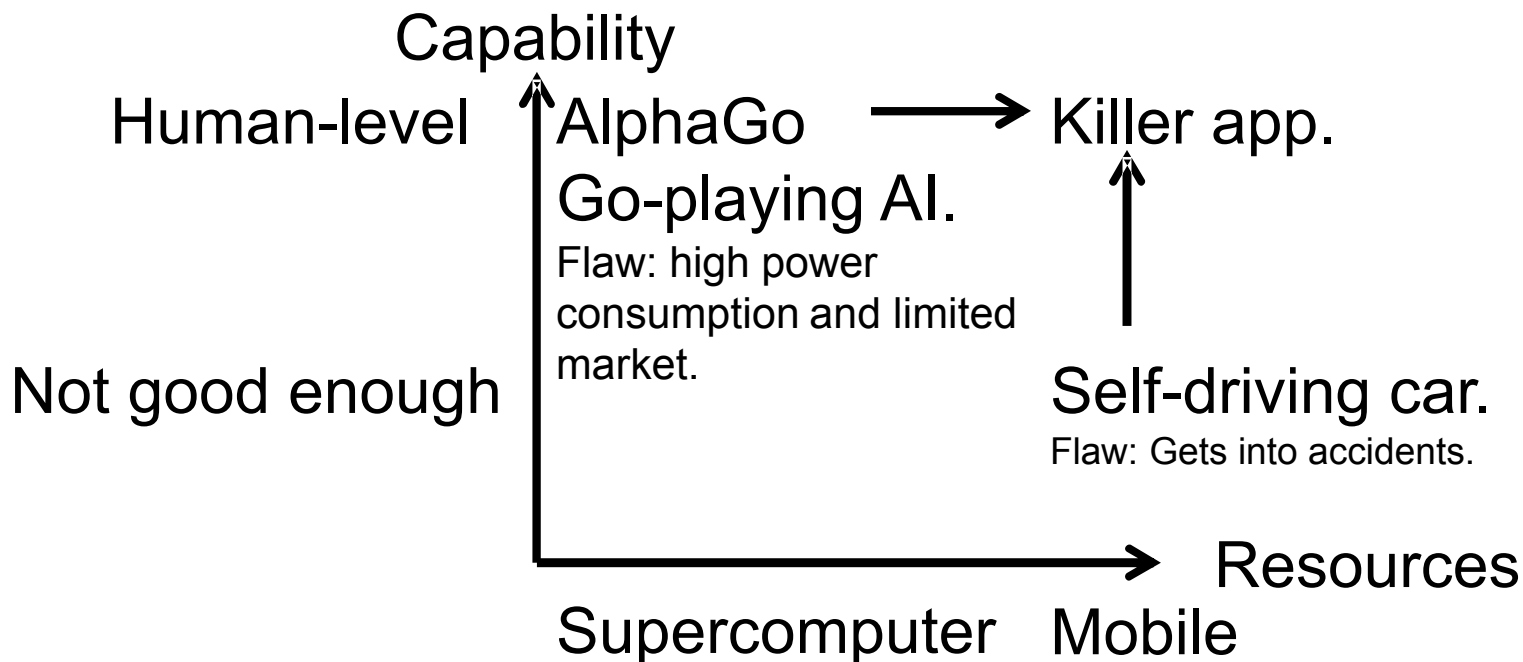 Capability
Human-level
AlphaGo
Killer app.
Go-playing AI.
Flaw: high power
consumption and limited
market.
Not good enough
Self-driving car.
Flaw: Gets into accidents.
Resources
Supercomputer
Mobile